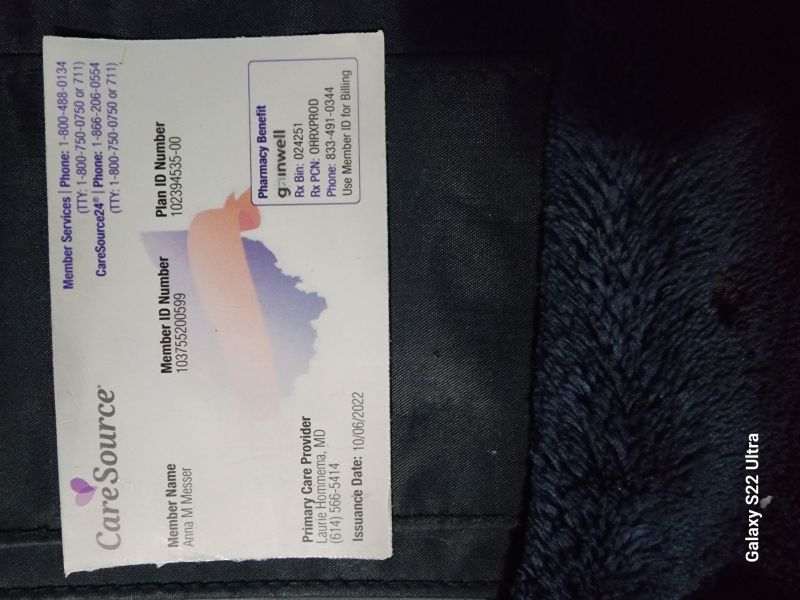 CareSource®
Member Services | Phone: 1-800-488-0134
(TTY: 1-800-750-0750 or 711)
CareSource24® | Phone: 1-866-206-0554
(TTY: 1-800-750-0750 or 711)
Member Name
Anna M Messer
Member ID Number
103755200599
Plan ID Number
102394535-00
Primary Care Provider
Laurie Hommema, MD
(614) 566-5414
Issuance Date: 10/06/2022
Pharmacy Benefit
gainwell
Rx Bin: 024251
Rx PCN: OHRXPROD
Phone: 833-491-0344
Use Member ID for Billing
Galaxy S22 Ultra